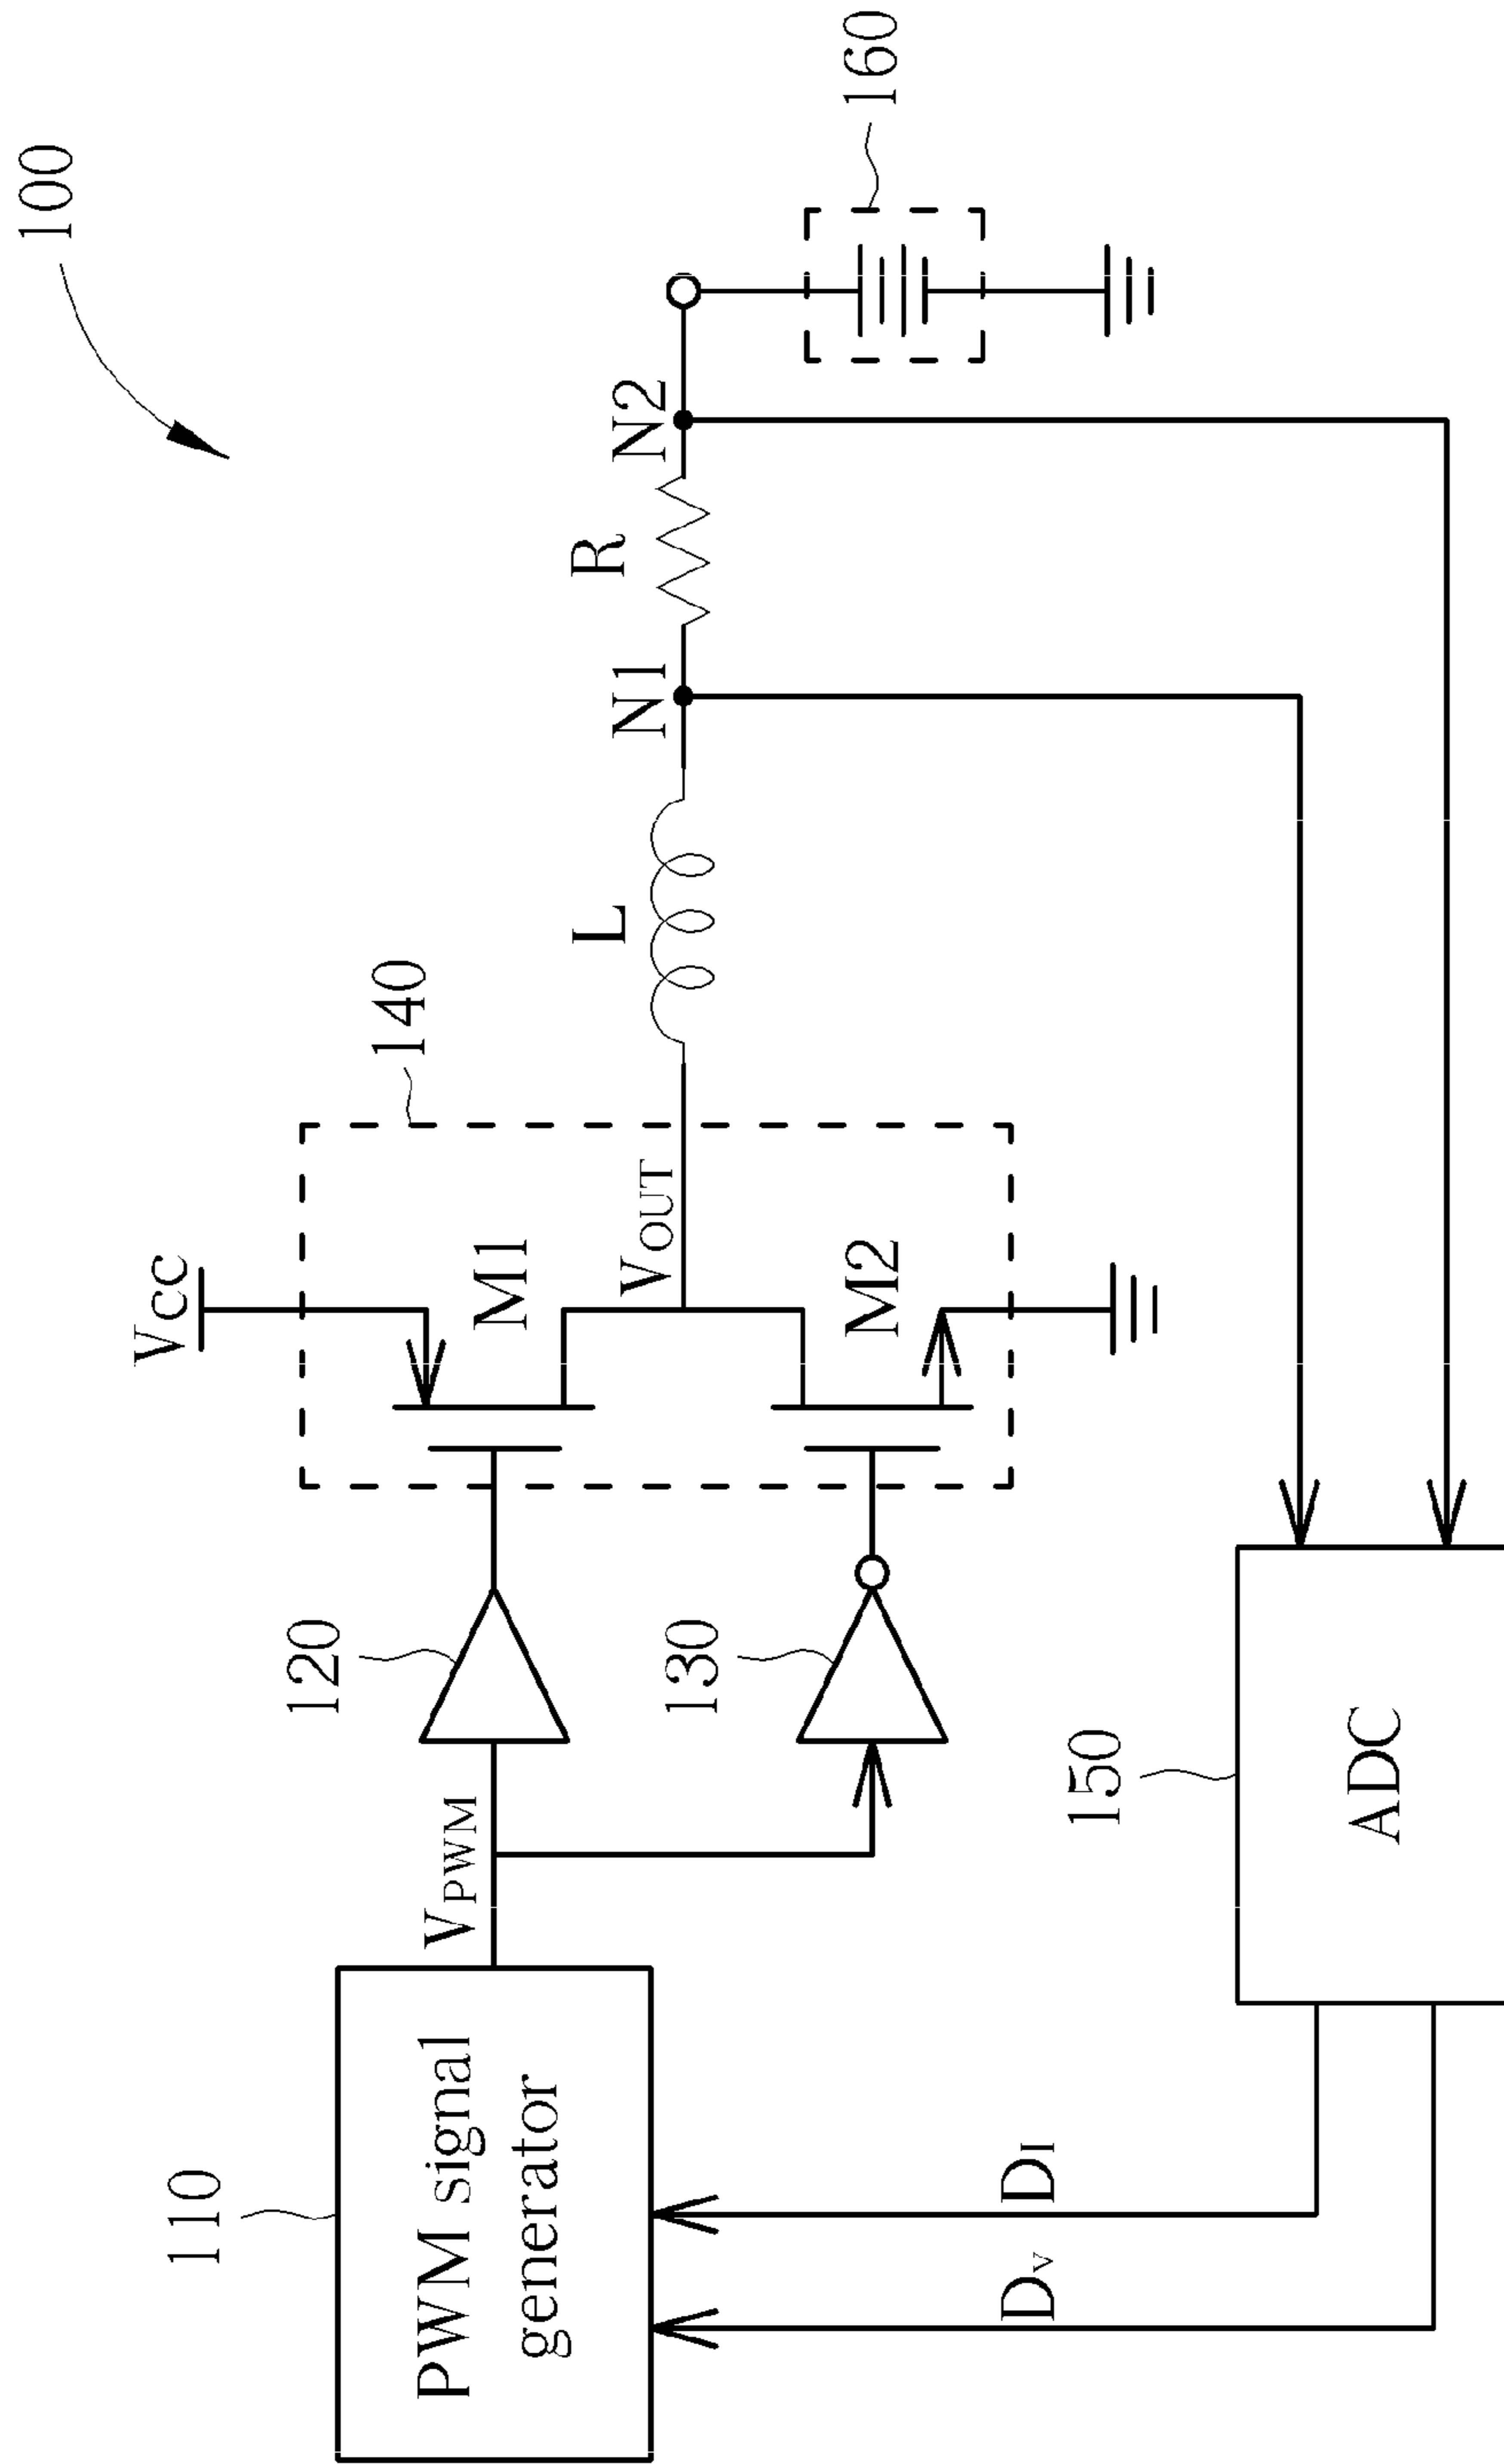 100
Vcc
140
110
120
PWM signal
generator
VPWM
M1
L
R
N1
N2
VOUT
130
M2
160
DV
DI
150
ADC